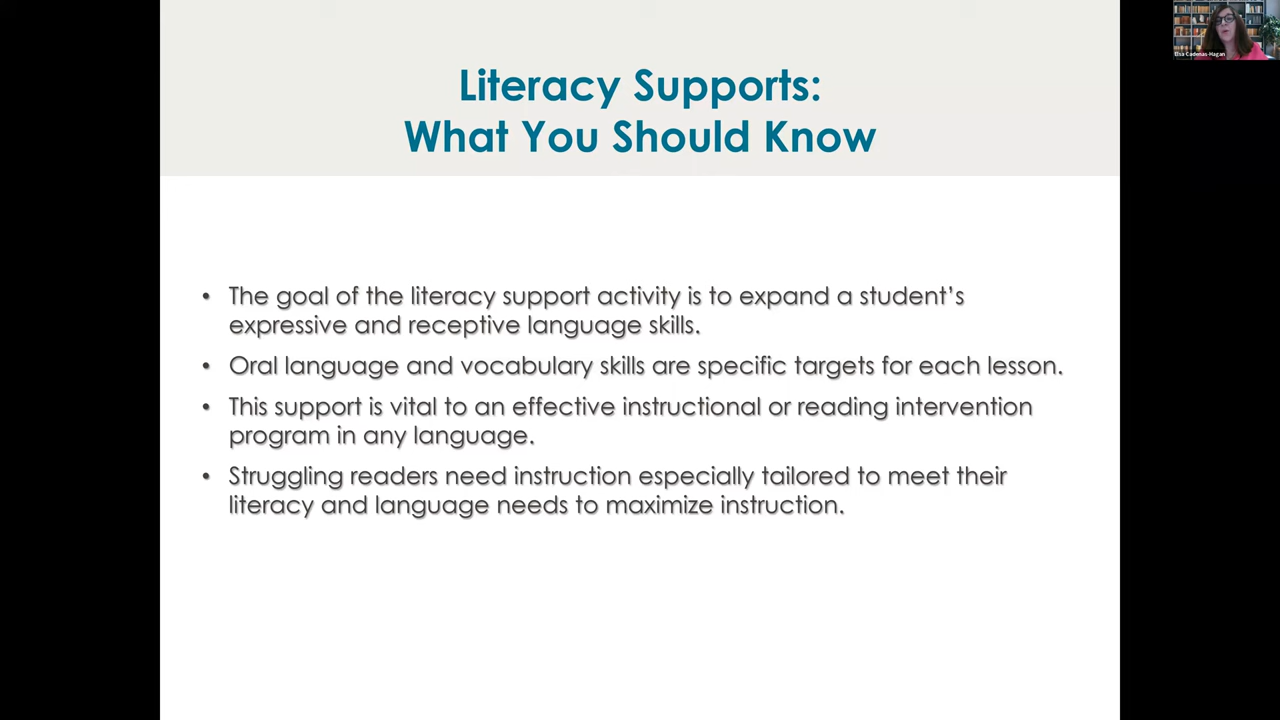 Literacy Supports:
What You Should Know
• The goal of the literacy support activity is to expand a student’s
expressive and receptive language skills.
• Oral language and vocabulary skills are specific targets for each lesson.
• This support is vital to an effective instructional or reading intervention
program in any language.
• Struggling readers need instruction especially tailored to meet their
literacy and language needs to maximize instruction.
Elsa Cadenas-Hagan